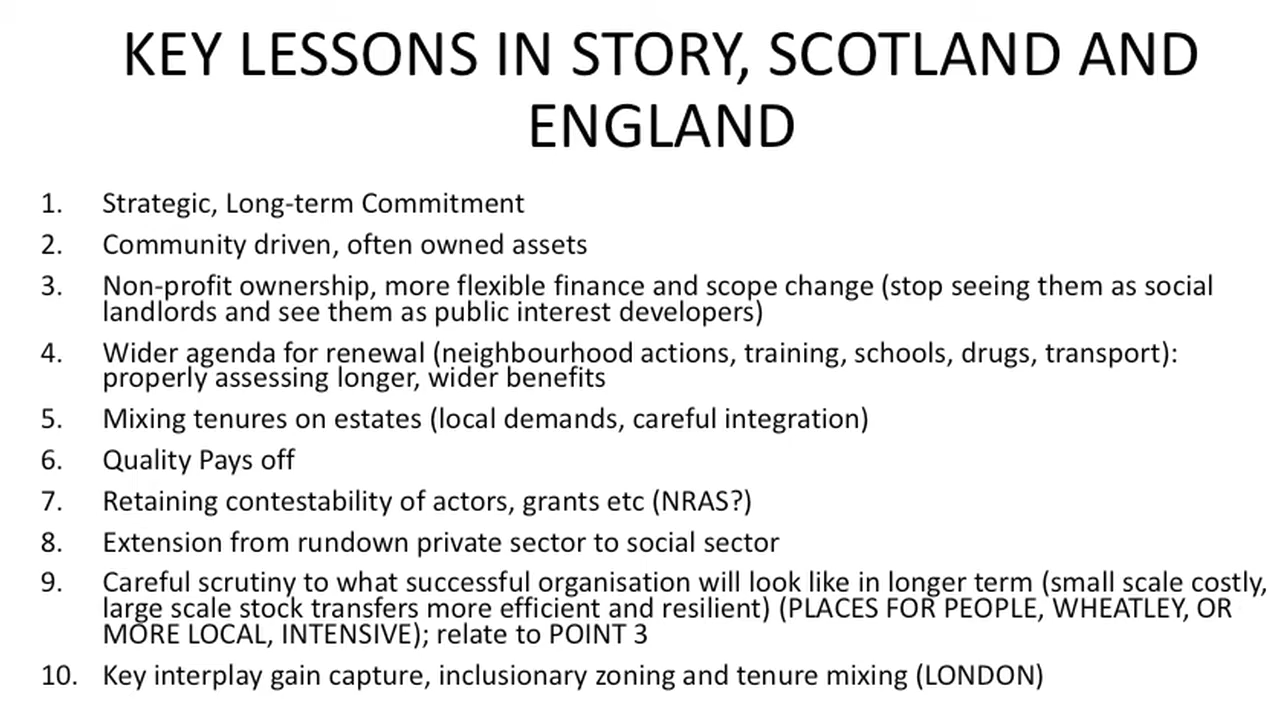 KEY LESSONS IN STORY, SCOTLAND AND
ENGLAND
1. Strategic, Long-term Commitment
2. Community driven, often owned assets
3. Non-profit ownership, more flexible finance and scope change (stop seeing them as social
landlords and see them as public interest developers)
4. Wider agenda for renewal (neighbourhood actions, training, schools, drugs, transport):
properly assessing longer, wider benefits
5. Mixing tenures on estates (local demands, careful integration)
6. Quality Pays off
7. Retaining contestability of actors, grants etc (NRAS?)
8. Extension from rundown private sector to social sector
9. Careful scrutiny to what successful organisation will look like in longer term (small scale costly,
large scale stock transfers more efficient and resilient) (PLACES FOR PEOPLE, WHEATLEY, OR
MORE LOCAL, INTENSIVE); relate to POINT 3
10. Key interplay gain capture, inclusionary zoning and tenure mixing (LONDON)